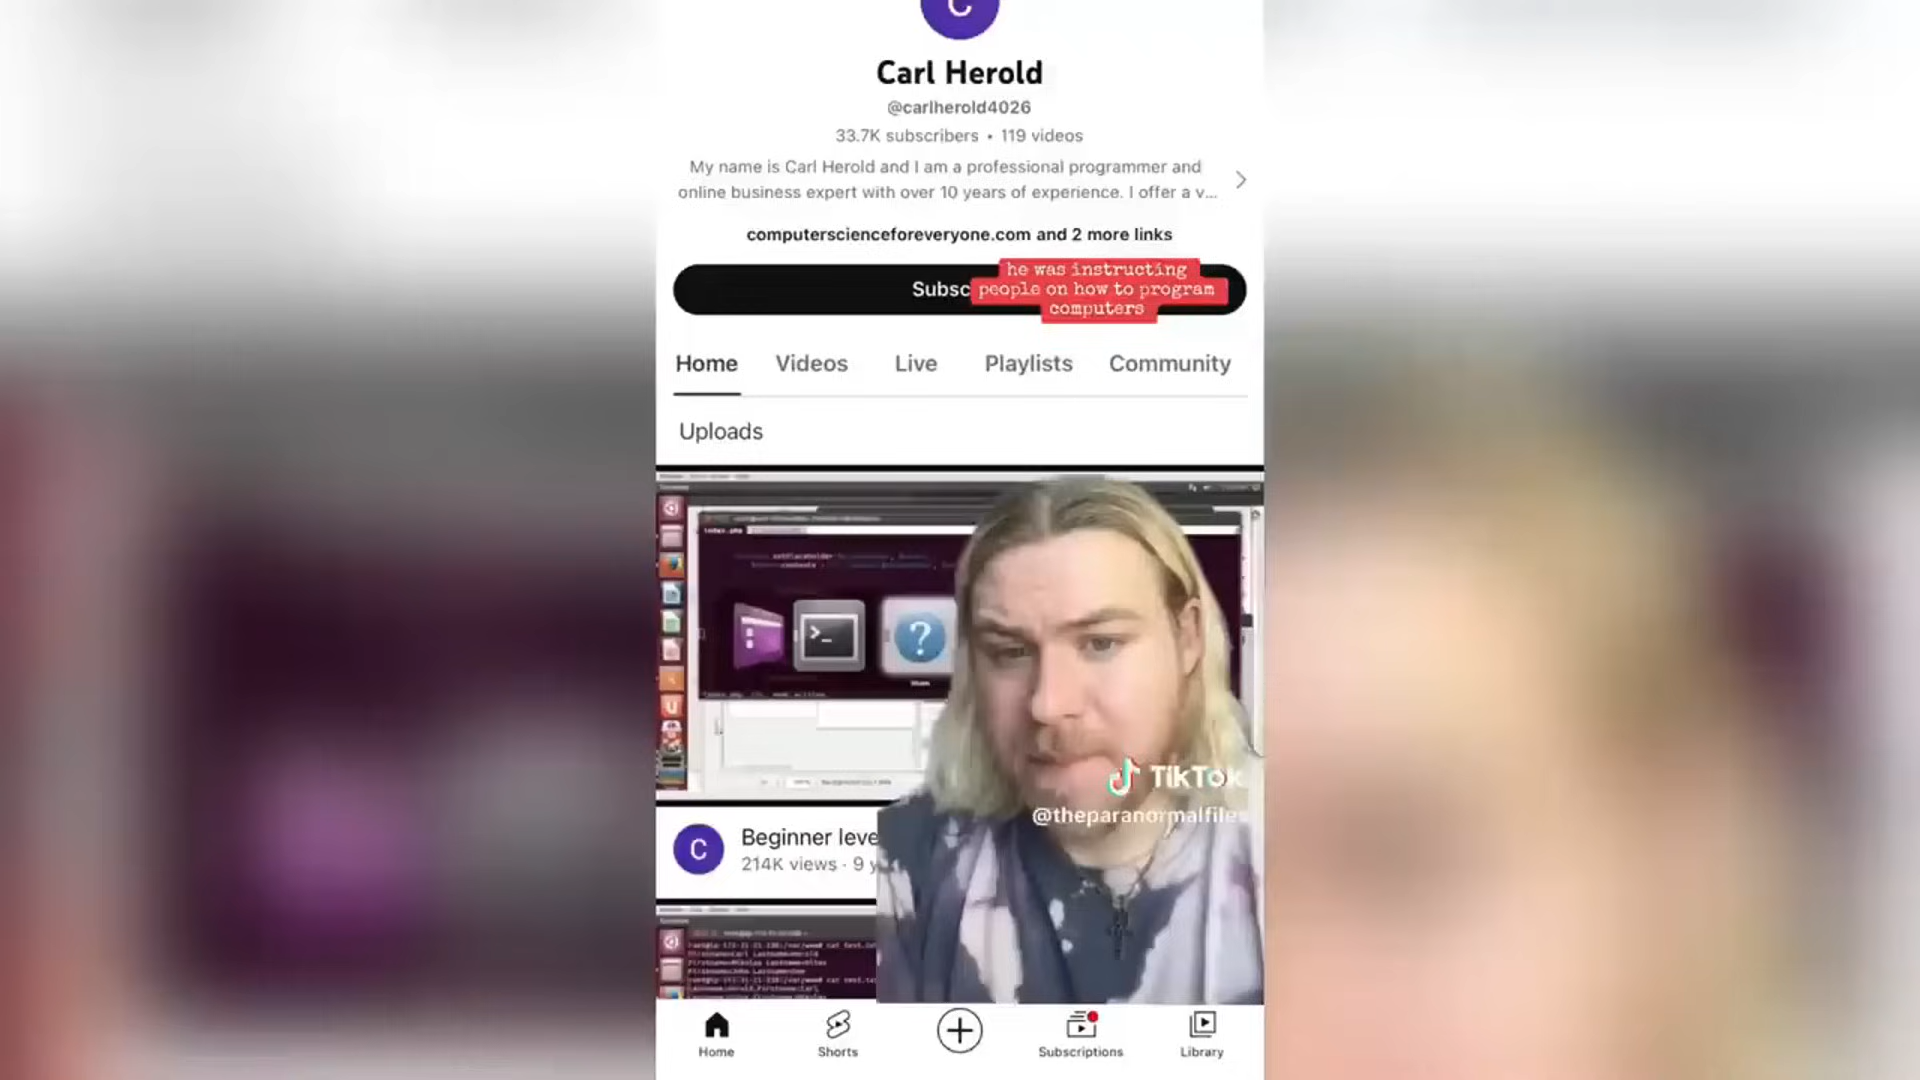 C
Carl Herold
@carlherold4026
33.7K subscribers • 119 videos
My name is Carl Herold and I am a professional programmer and
online business expert with over 10 years of experience. I offer a v...
computerscienceforeveryone.com and 2 more links
Subsc
he was instructing
people on how to program
computers
Home Videos Live Playlists Community
Uploads
TikTok
@theparanormalfiles
C
Beginner leve
214K views · 9 y
Home Shorts Subscriptions Library